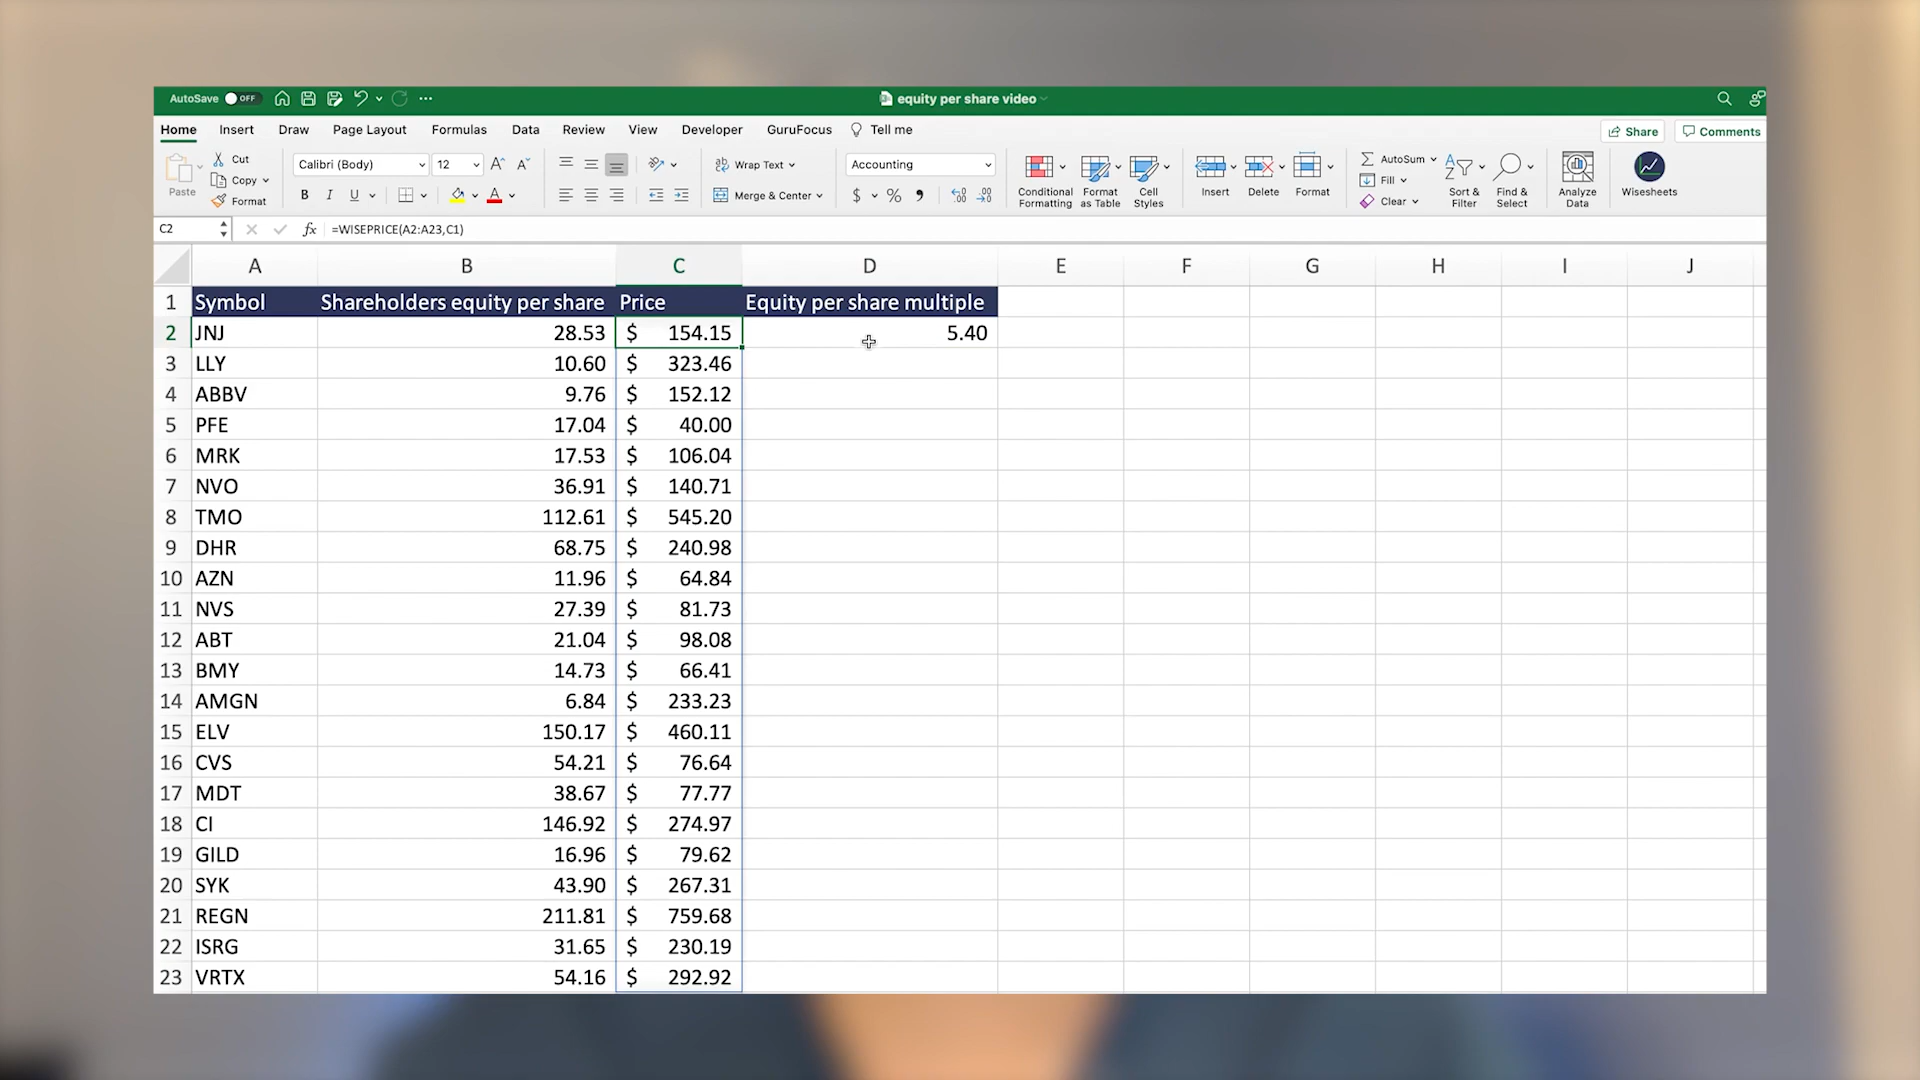 AutoSave OFF equity per share video
Home Insert Draw Page Layout Formulas Data Review View Developer GuruFocus Tell me Share Comments
Paste Cut Copy Format
Calibri (Body) 12 A A
B I U A
Wrap Text
Merge & Center
Accounting
$ %
Conditional Formatting
Format as Table
Cell Styles
Insert Delete Format
AutoSum
Fill
Clear
Sort & Filter
Find & Select
Analyze Data
Wisesheets
C2 fx =WISEPRICE(A2:A23,C1)
A B C D E F G H I J
1 Symbol Shareholders equity per share Price Equity per share multiple
2 JNJ 28.53 $ 154.15 5.40
3 LLY 10.60 $ 323.46
4 ABBV 9.76 $ 152.12
5 PFE 17.04 $ 40.00
6 MRK 17.53 $ 106.04
7 NVO 36.91 $ 140.71
8 TMO 112.61 $ 545.20
9 DHR 68.75 $ 240.98
10 AZN 11.96 $ 64.84
11 NVS 27.39 $ 81.73
12 ABT 21.04 $ 98.08
13 BMY 14.73 $ 66.41
14 AMGN 6.84 $ 233.23
15 ELV 150.17 $ 460.11
16 CVS 54.21 $ 76.64
17 MDT 38.67 $ 77.77
18 CI 146.92 $ 274.97
19 GILD 16.96 $ 79.62
20 SYK 43.90 $ 267.31
21 REGN 211.81 $ 759.68
22 ISRG 31.65 $ 230.19
23 VRTX 54.16 $ 292.92